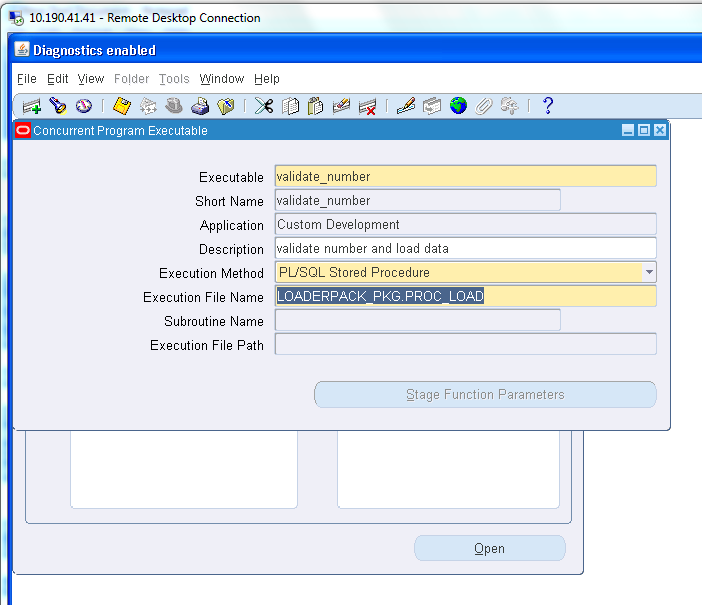 10.190.41.41 - Remote Desktop Connection
Diagnostics enabled
File Edit View Folder Tools Window Help
Concurrent Program Executable
Executable validate_number
Short Name validate_number
Application Custom Development
Description validate number and load data
Execution Method PL/SQL Stored Procedure
Execution File Name LOADERPACK_PKG.PROC_LOAD
Subroutine Name
Execution File Path
Stage Function Parameters
Open